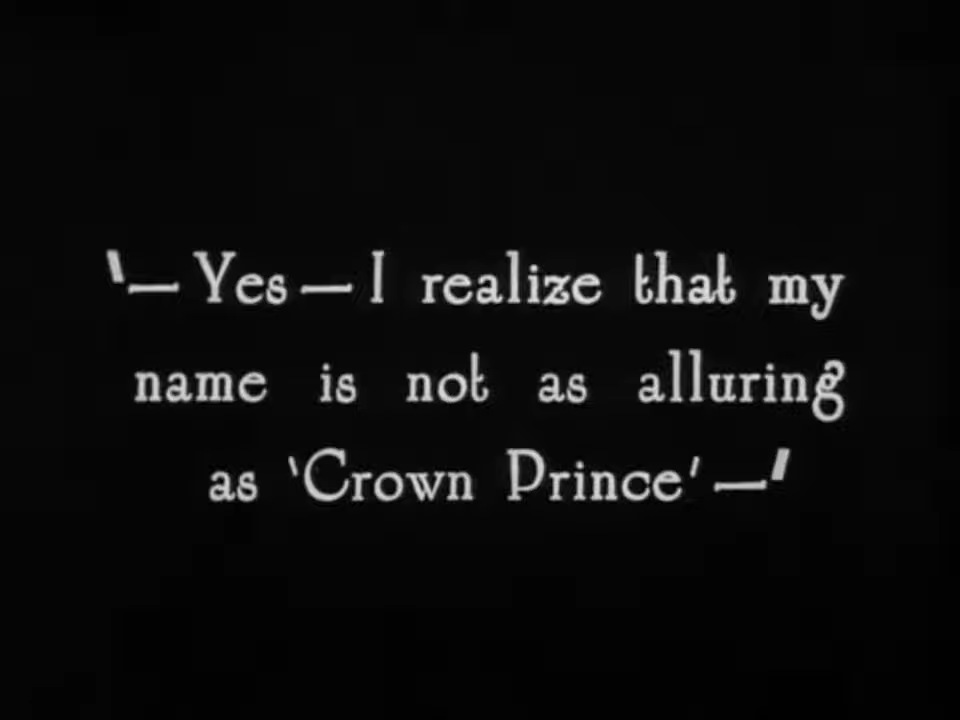 '— Yes — I realize that my
name is not as alluring
as 'Crown Prince' —'